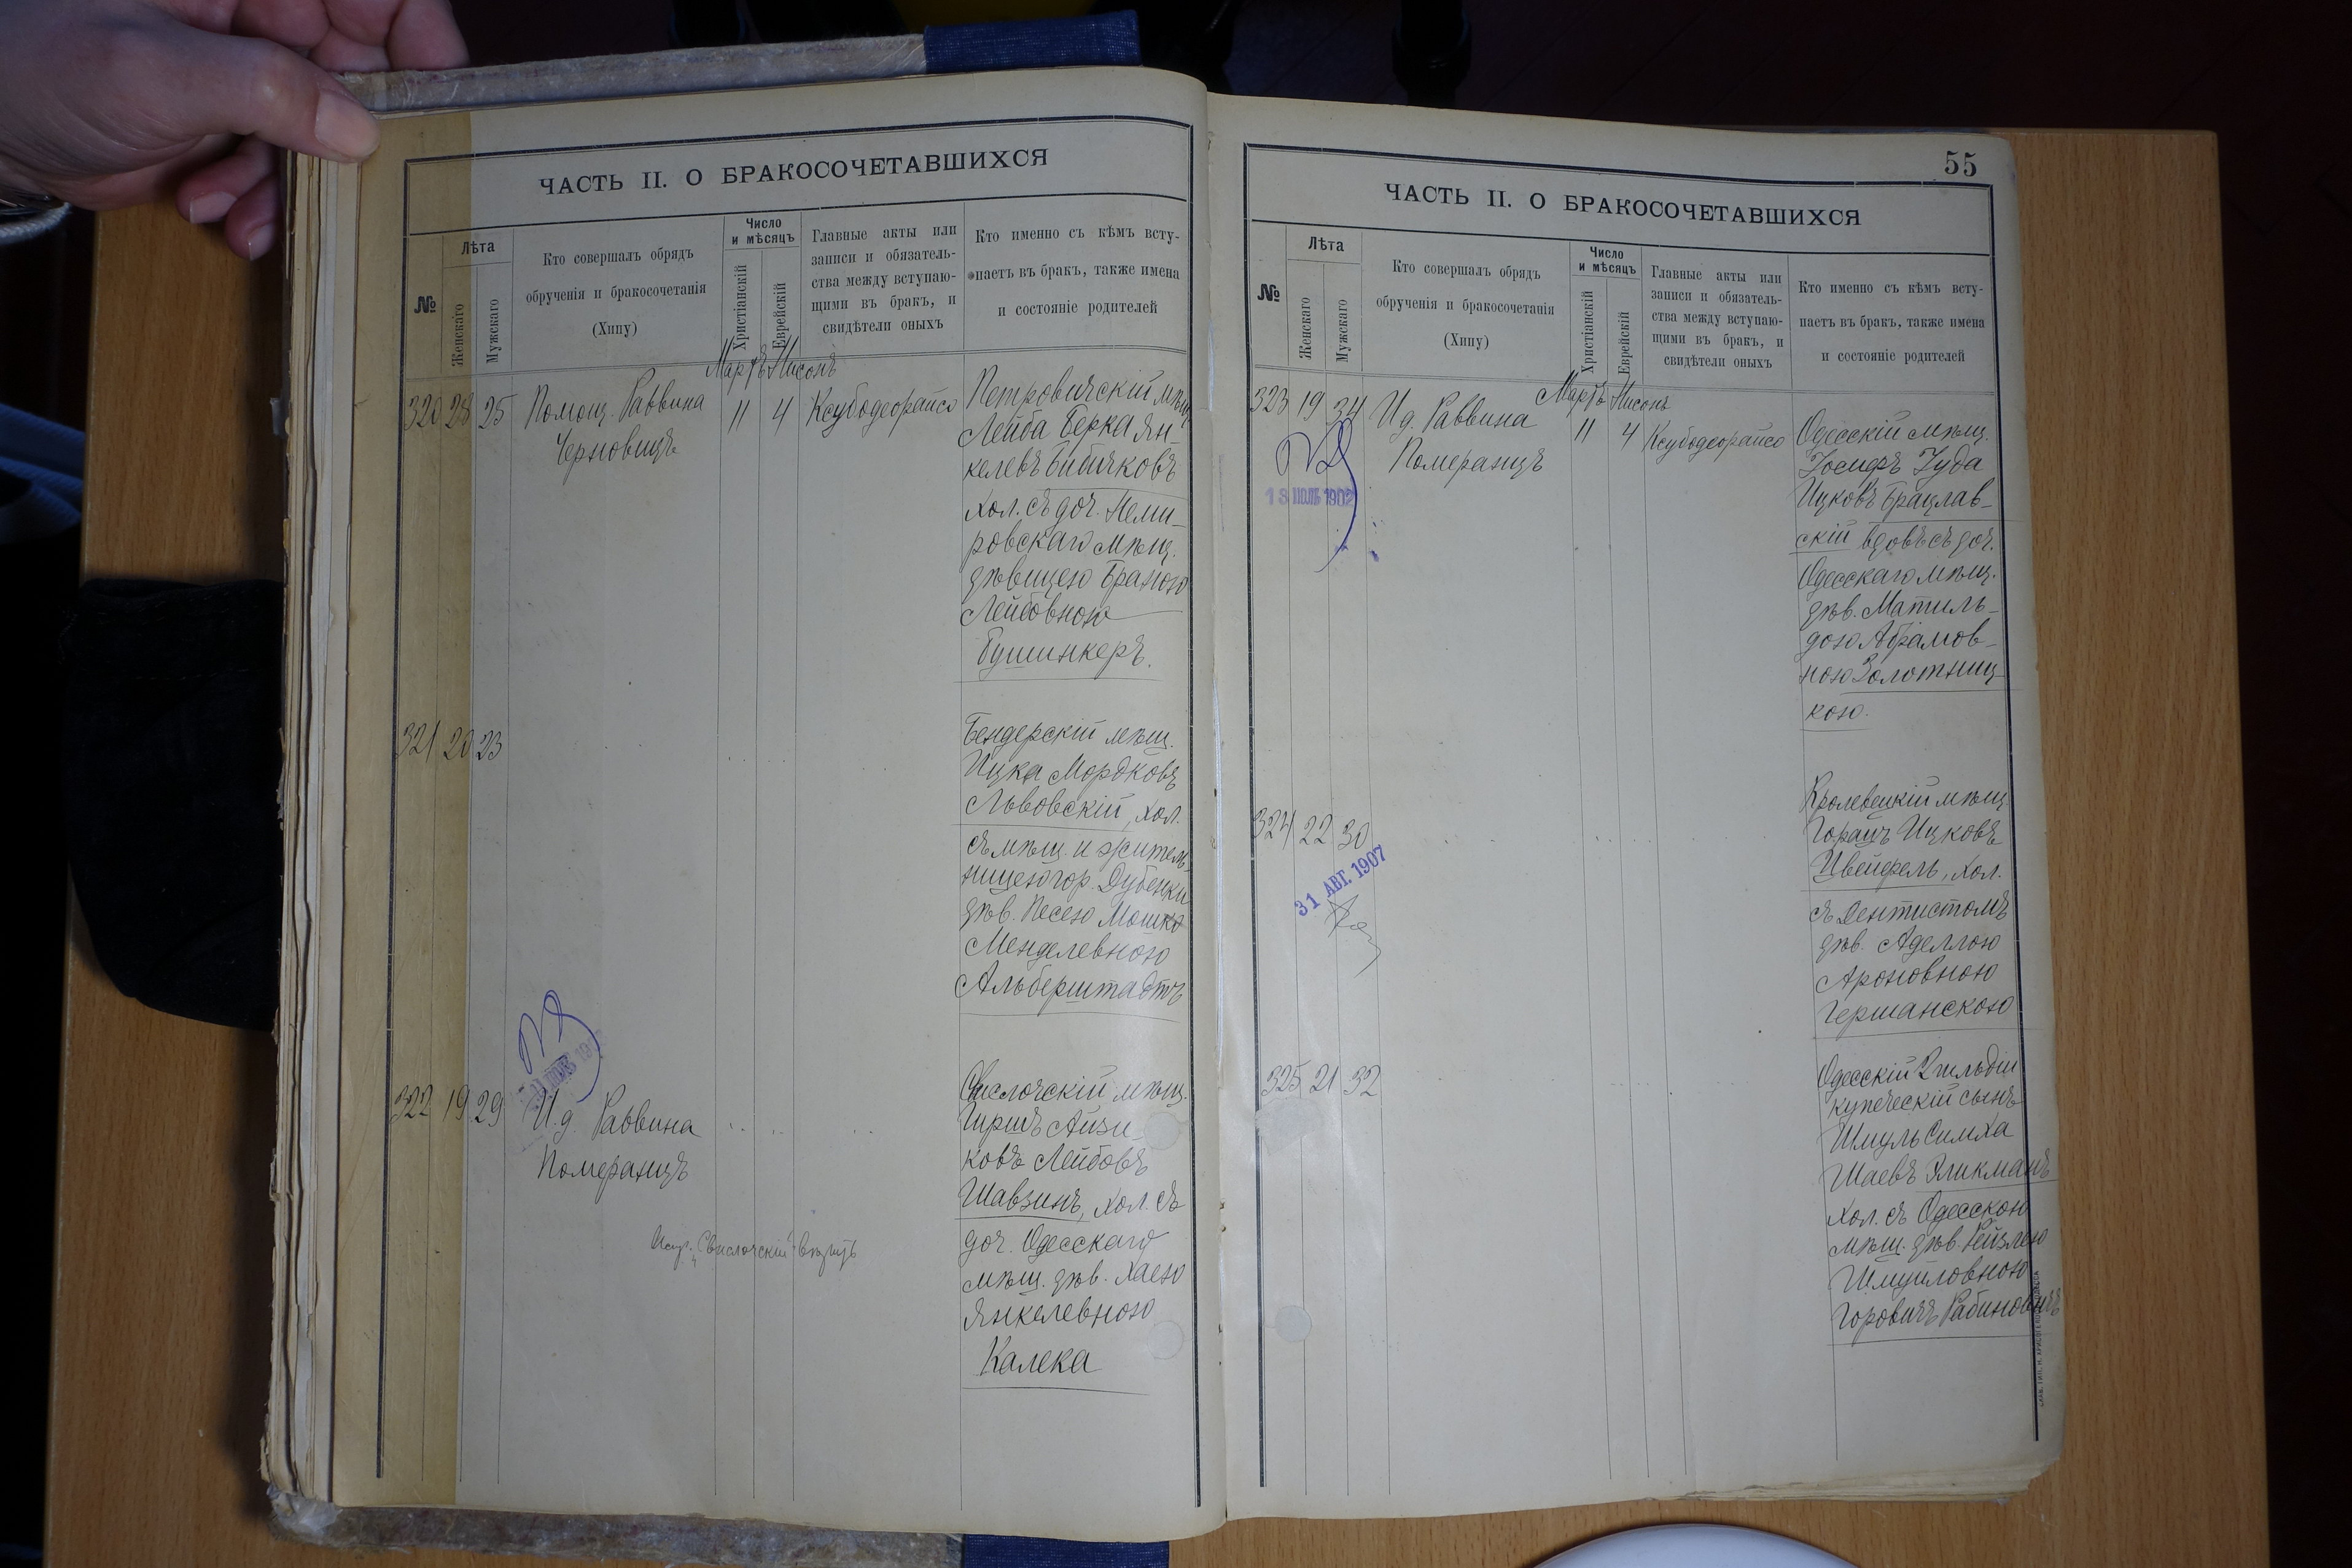 ЧАСТЬ II. О БРАКОСОЧЕТАВШИХСЯ
№
Лѣта
Женскаго
Мужскаго
Кто совершалъ обрядъ
обрученія и бракосочетанія
(Хипу)
Число
и мѣсяцъ
Христіанскій
Еврейскій
Главные акты или
записи и обязатель-
ства между вступаю-
щими въ бракъ, и
свидѣтели оныхъ
Кто именно съ кѣмъ всту-
паетъ въ бракъ, также имена
и состояніе родителей
Мартъ Нисонъ
320 28 25 Помощ. Раввина 11 4 Ксубодеорайсо
Черновицъ
Петровичскій мѣщ.
Лейба Берка Ян-
келевъ Бибичковъ
хол. съ доч. Неми-
ровскаго мѣщ.
дѣвицею Браною
Лейбовною
Бушинкеръ.
321 20 23
Бендерскій мѣщ.
Ицка Мордковъ
Львовскій, хол.
съ мѣщ. и житель-
ницею гор. Дубенки
дѣв. Песею Мошко
Менделевною
Альберштадтъ
322 19 29 И.д. Раввина
Померанцъ
Свислочскій мѣщ.
Гиршъ Айзи-
ковъ Лейбовъ
Шавзинъ, хол. съ
доч. Одесскаго
мѣщ. дѣв. Хаею
Янкелевною
Калека
Испр. "Свислочскій" вѣрить
55
ЧАСТЬ II. О БРАКОСОЧЕТАВШИХСЯ
№
Лѣта
Женскаго
Мужскаго
Кто совершалъ обрядъ
обрученія и бракосочетанія
(Хипу)
Число
и мѣсяцъ
Христіанскій
Еврейскій
Главные акты или
записи и обязатель-
ства между вступаю-
щими въ бракъ, и
свидѣтели оныхъ
Кто именно съ кѣмъ всту-
паетъ въ бракъ, также имена
и состояніе родителей
Мартъ Нисонъ
323 19 34 И.д. Раввина 11 4 Ксубодеорайсо
Померанцъ
1902
Одесскій мѣщ.
Іосифъ Іуда
Ицковъ Брацлав-
скій вдовъ съ доч.
Одесскаго мѣщ.
дѣв. Матиль-
дою Абрамов-
ною Золотниц-
кою.
324 22 30
31 АВГ. 1907
Кролевецкій мѣщ.
Горацъ Ицковъ
Цвейфель, хол.
съ Дентистомъ
дѣв. Аделлою
Ароновною
Германскою
325 21 32
Одесскій 2 гильдіи
купеческій сынъ
Шмуль Симха
Шаевъ Гликманъ
хол. съ Одесскою
мѣщ. дѣв. Рейзлею
Шмуйловною
Горовичъ Рабиновичъ